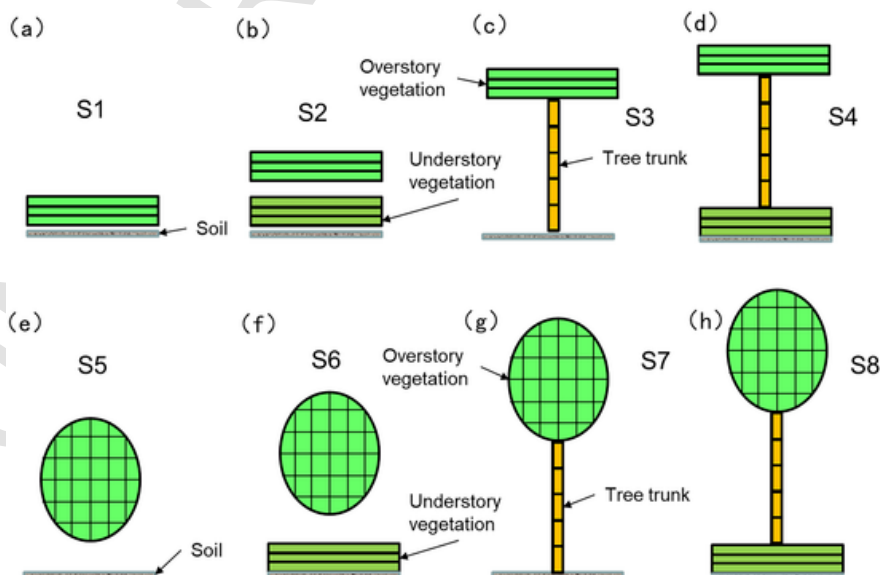 (a)
(b)
(c)
(d)
S1
S2
Overstory
vegetation
S3
S4
Understory
vegetation
Tree trunk
Soil
(e)
(f)
(g)
(h)
S5
S6
Overstory
vegetation
S7
S8
Understory
vegetation
Tree trunk
Soil